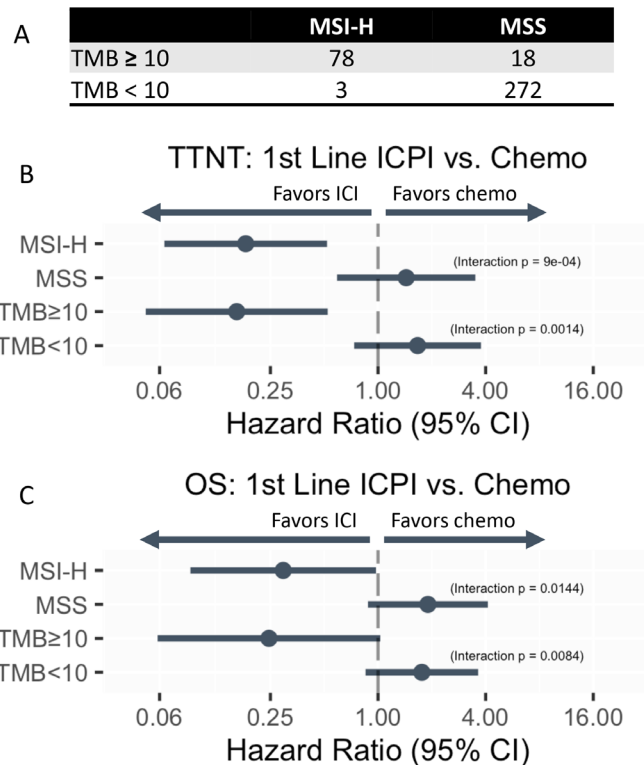 A
MSI-H MSS
TMB ≥ 10 78 18
TMB < 10 3 272
B
TTNT: 1st Line ICPI vs. Chemo
Favors ICI Favors chemo
MSI-H
(Interaction p = 9e-04)
MSS
TMB≥10
(Interaction p = 0.0014)
TMB<10
0.06 0.25 1.00 4.00 16.00
Hazard Ratio (95% CI)
C
OS: 1st Line ICPI vs. Chemo
Favors ICI Favors chemo
MSI-H
(Interaction p = 0.0144)
MSS
TMB≥10
(Interaction p = 0.0084)
TMB<10
0.06 0.25 1.00 4.00 16.00
Hazard Ratio (95% CI)